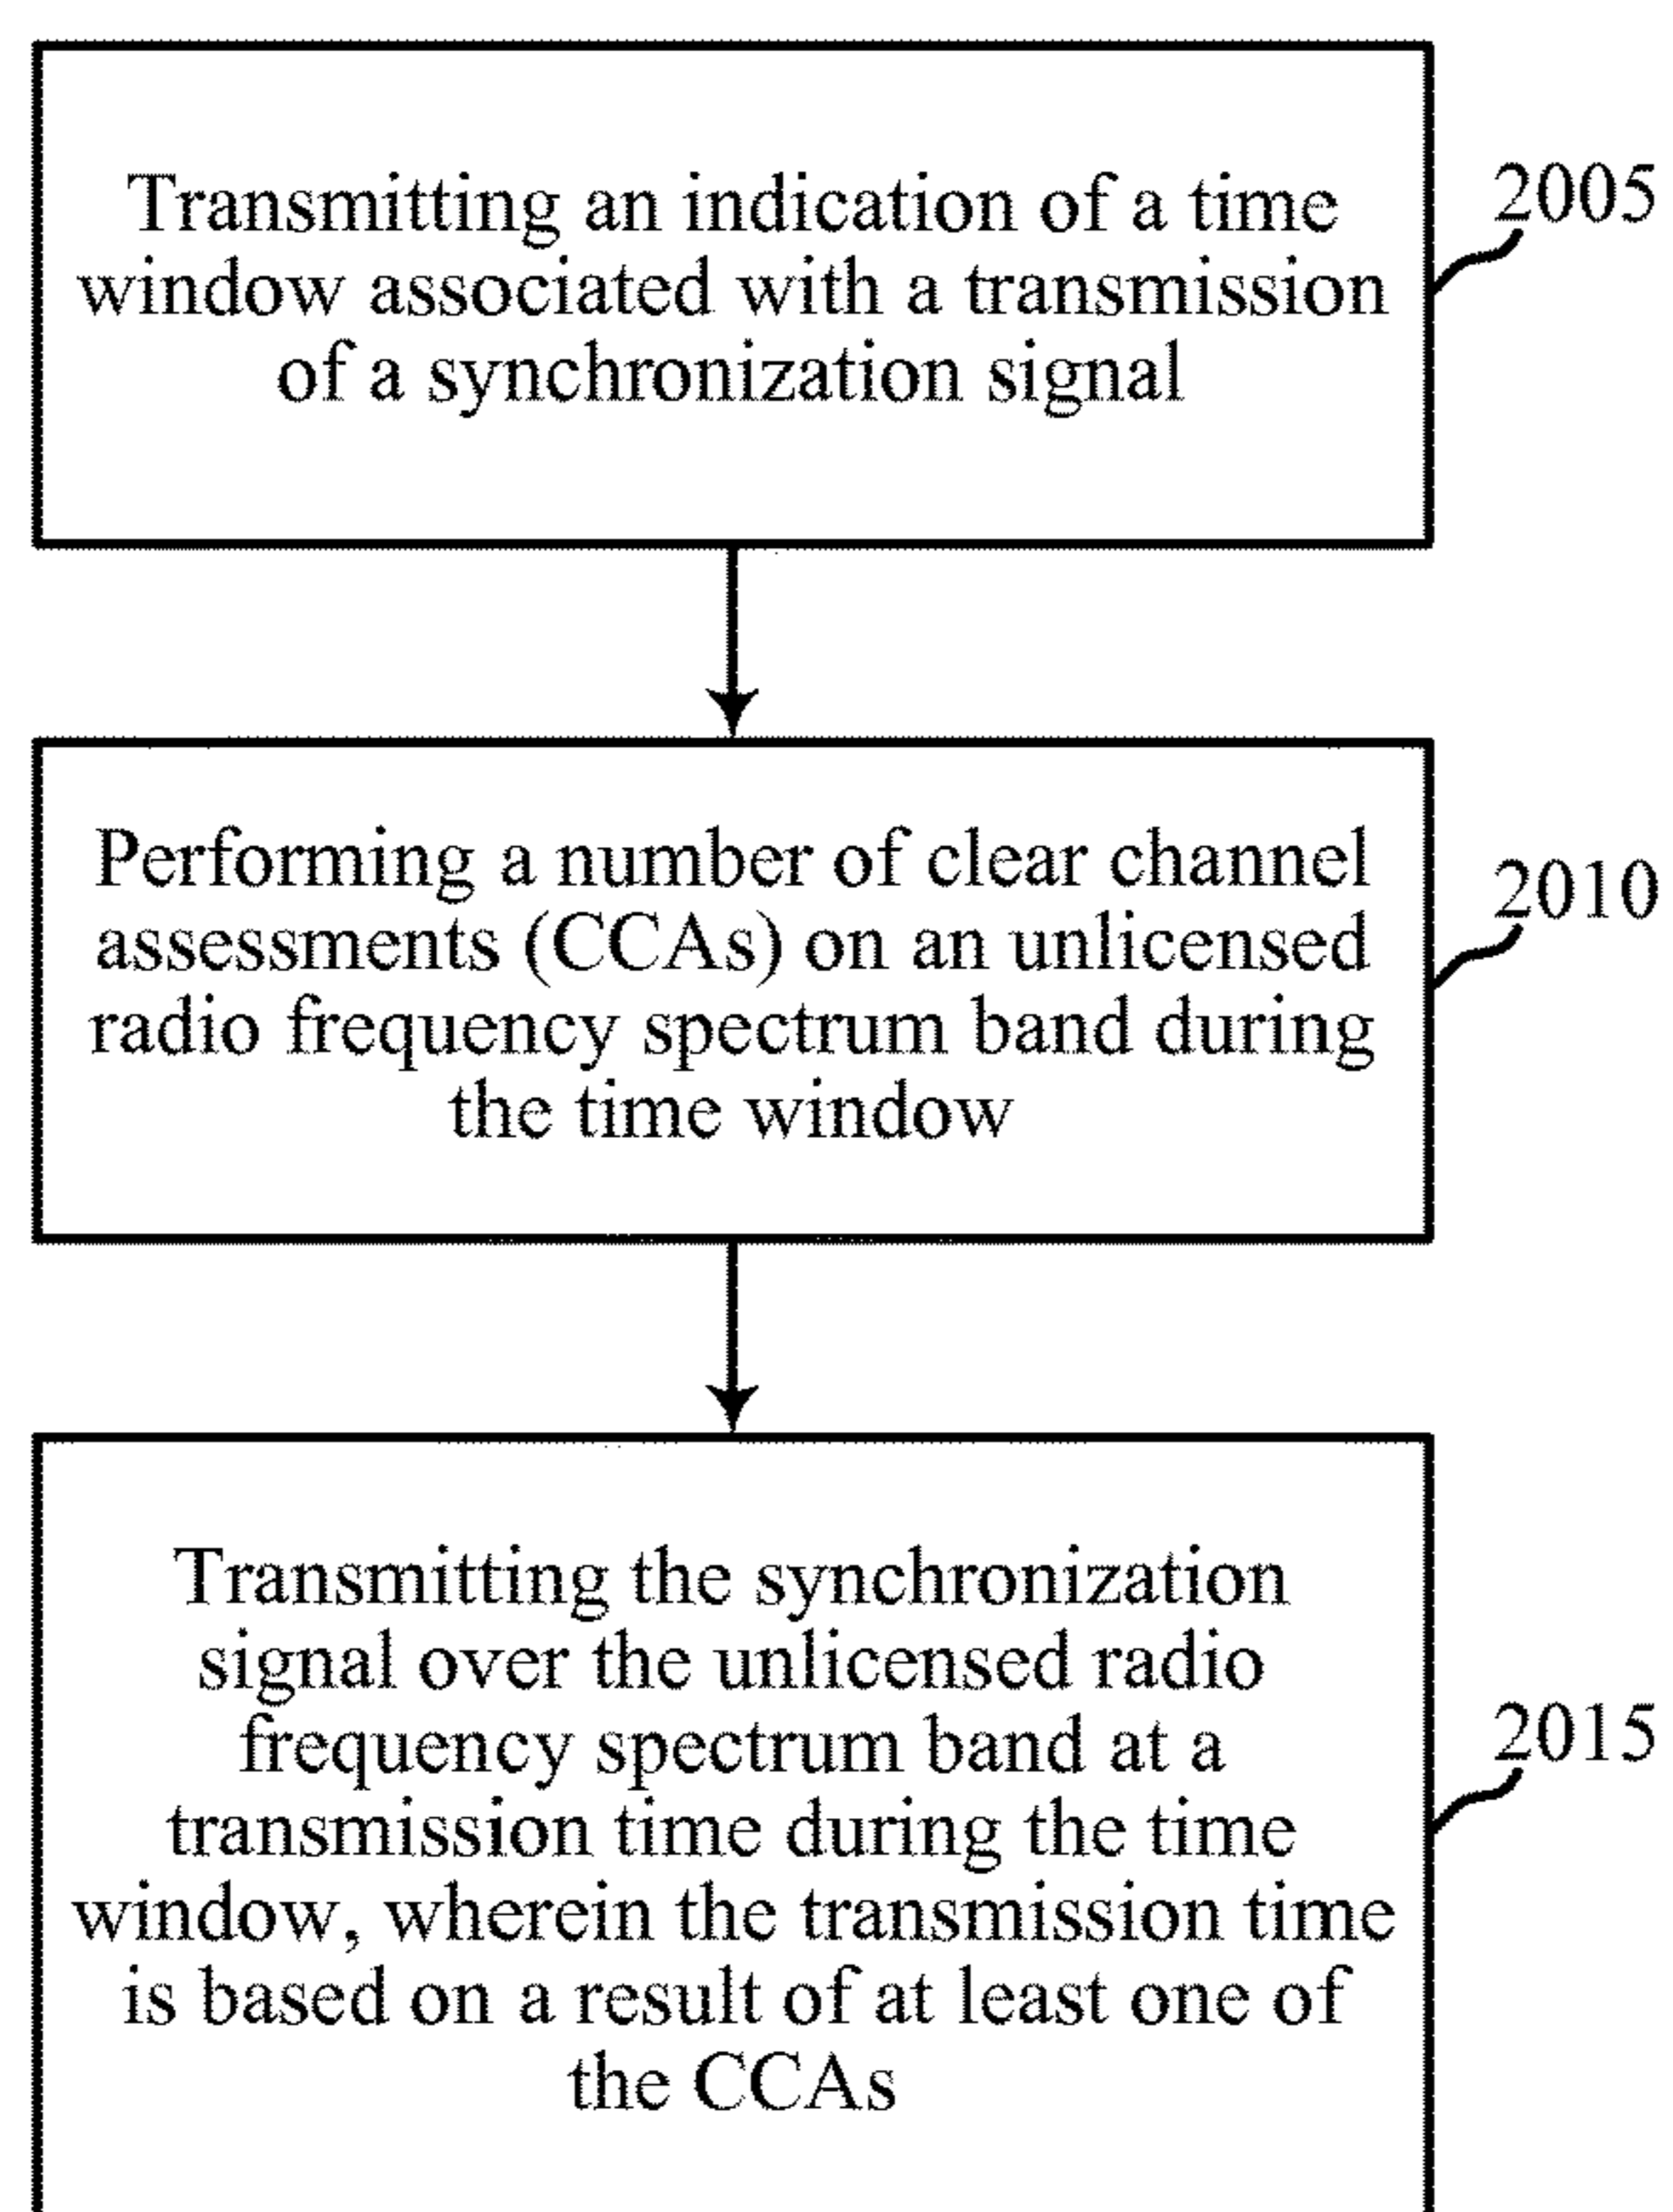 Transmitting an indication of a time
window associated with a transmission
of a synchronization signal
2005
Performing a number of clear channel
assessments (CCAs) on an unlicensed
radio frequency spectrum band during
the time window
2010
Transmitting the synchronization
signal over the unlicensed radio
frequency spectrum band at a
transmission time during the time
window, wherein the transmission time
is based on a result of at least one of
the CCAs
2015